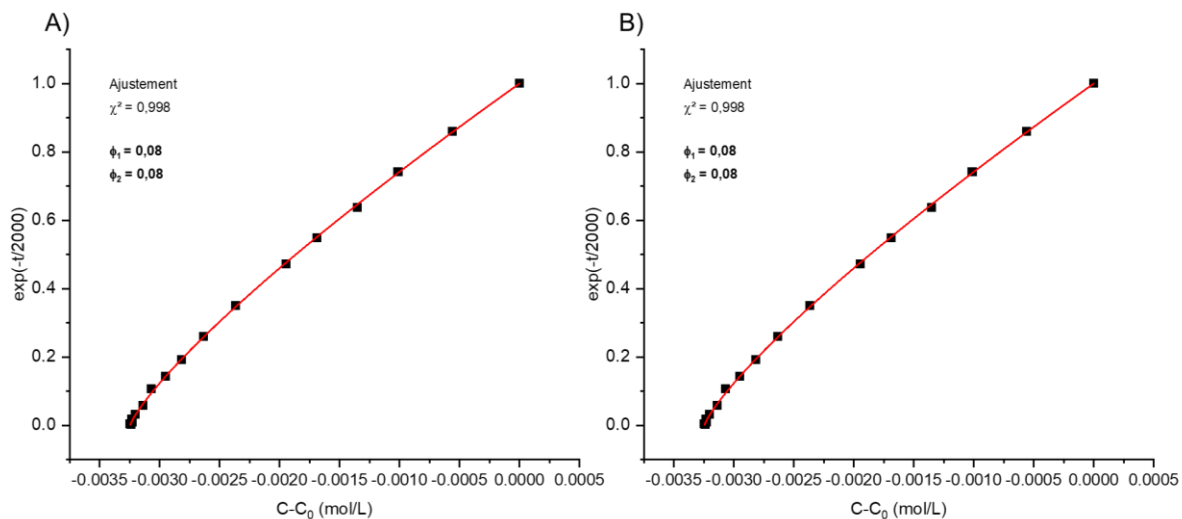 A)
Ajustement
χ² = 0,998
ϕ₁ = 0,08
ϕ₂ = 0,08
exp(-t/2000)
1.0
0.8
0.6
0.4
0.2
0.0
-0.0035 -0.0030 -0.0025 -0.0020 -0.0015 -0.0010 -0.0005 0.0000 0.0005
C-C₀ (mol/L)
B)
Ajustement
χ² = 0,998
ϕ₁ = 0,08
ϕ₂ = 0,08
exp(-t/2000)
1.0
0.8
0.6
0.4
0.2
0.0
-0.0035 -0.0030 -0.0025 -0.0020 -0.0015 -0.0010 -0.0005 0.0000 0.0005
C-C₀ (mol/L)